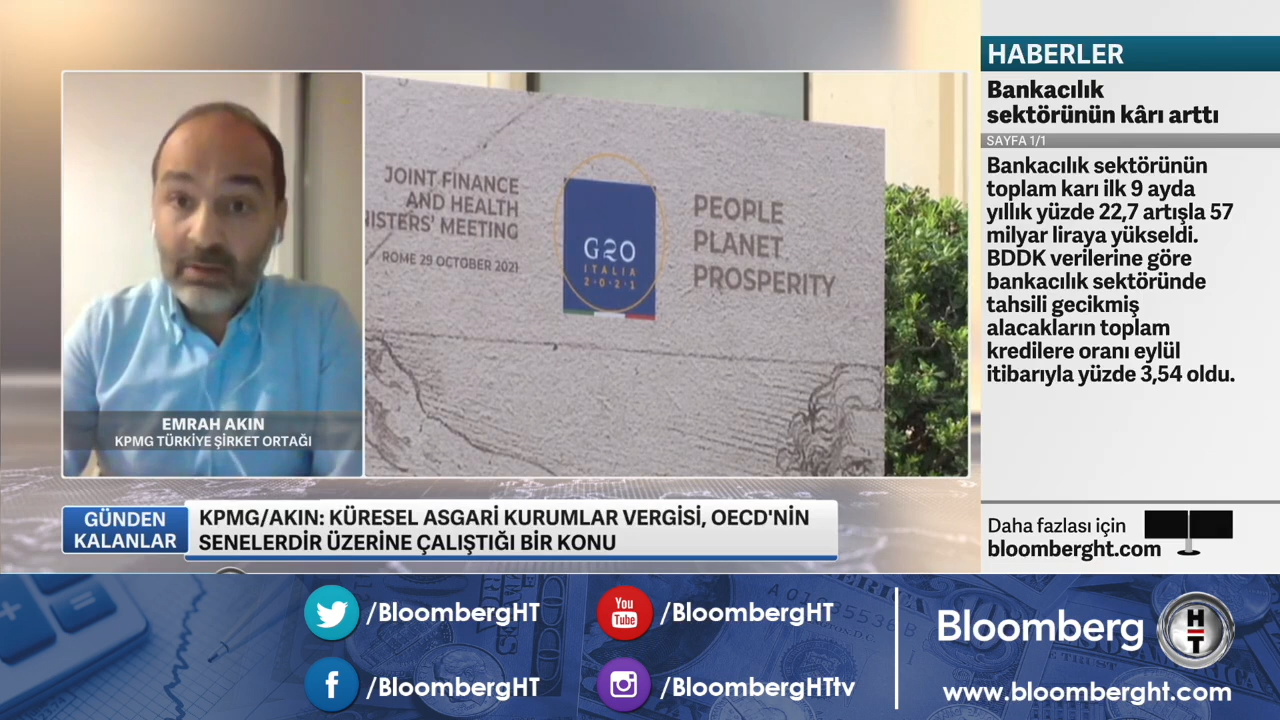 JOINT FINANCE
AND HEALTH
NISTERS' MEETING
ROME 29 OCTOBER 2021
G20
ITALIA
2·0·2·1
PEOPLE
PLANET
PROSPERITY
EMRAH AKIN
KPMG TÜRKİYE ŞİRKET ORTAĞI
GÜNDEN
KALANLAR
KPMG/AKIN: KÜRESEL ASGARİ KURUMLAR VERGİSİ, OECD'NİN
SENELERDİR ÜZERİNE ÇALIŞTIĞI BİR KONU
HABERLER
Bankacılık
sektörünün kârı arttı
SAYFA 1/1
Bankacılık sektörünün
toplam karı ilk 9 ayda
yıllık yüzde 22,7 artışla 57
milyar liraya yükseldi.
BDDK verilerine göre
bankacılık sektöründe
tahsili gecikmiş
alacakların toplam
kredilere oranı eylül
itibarıyla yüzde 3,54 oldu.
Daha fazlası için
bloomberght.com
/BloombergHT
You
Tube
/BloombergHT
/BloombergHT
/BloombergHTtv
Bloomberg HT
www.bloomberght.com